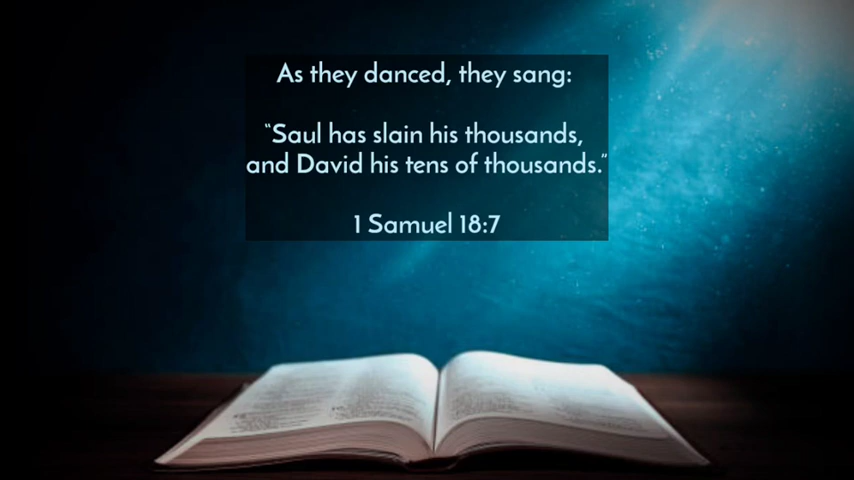 As they danced, they sang:
“Saul has slain his thousands,
and David his tens of thousands.”
1 Samuel 18:7